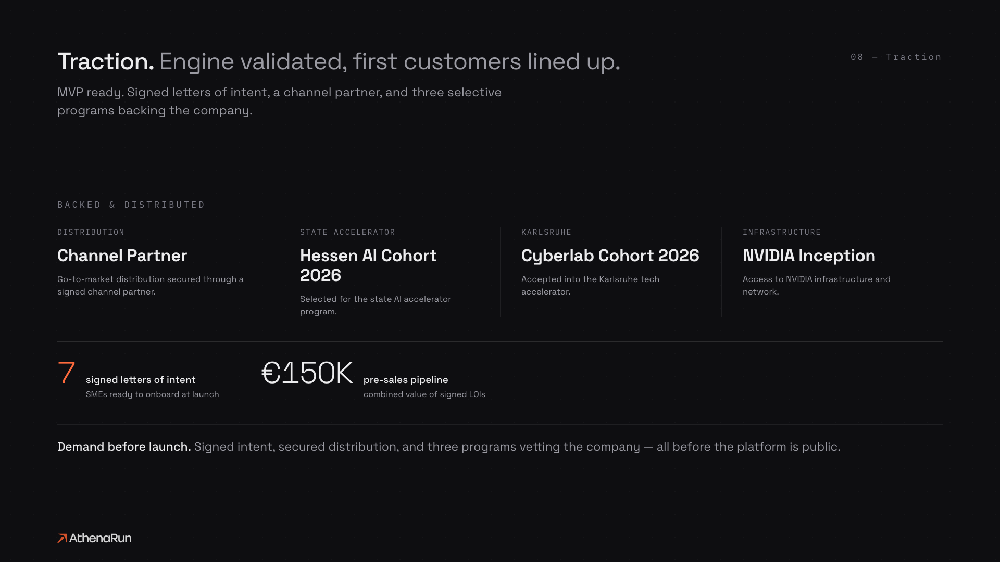 Traction. Engine validated, first customers lined up.
08 — Traction
MVP ready. Signed letters of intent, a channel partner, and three selective
programs backing the company.
BACKED & DISTRIBUTED
DISTRIBUTION
Channel Partner
Go-to-market distribution secured through a
signed channel partner.
STATE ACCELERATOR
Hessen AI Cohort
2026
Selected for the state AI accelerator
program.
KARLSRUHE
Cyberlab Cohort 2026
Accepted into the Karlsruhe tech
accelerator.
INFRASTRUCTURE
NVIDIA Inception
Access to NVIDIA infrastructure and
network.
7 signed letters of intent
SMEs ready to onboard at launch
€150K pre-sales pipeline
combined value of signed LOIs
Demand before launch. Signed intent, secured distribution, and three programs vetting the company — all before the platform is public.
AthenaRun